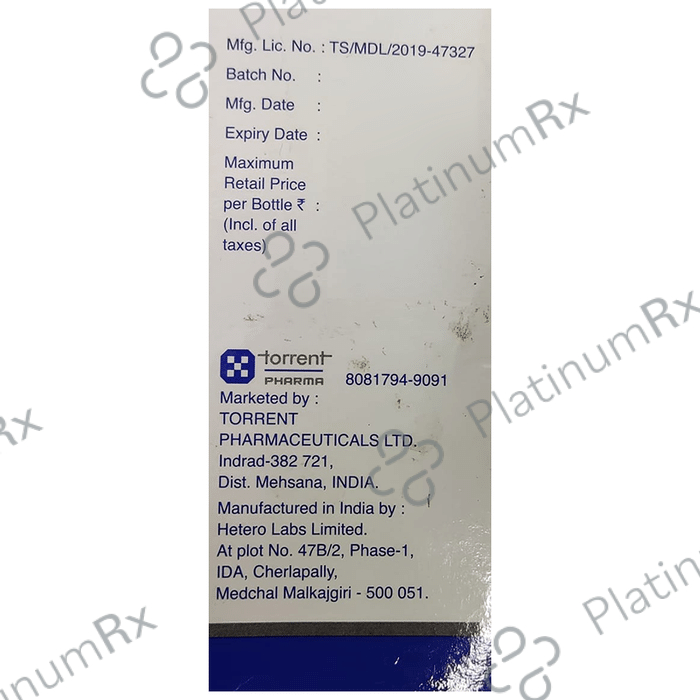 Mfg. Lic. No. : TS/MDL/2019-47327
Batch No. :
Mfg. Date :
Expiry Date :
Maximum
Retail Price
per Bottle ₹ :
(Incl. of all
taxes)
torrent
PHARMA 8081794-9091
Marketed by :
TORRENT
PHARMACEUTICALS LTD.
Indrad-382 721,
Dist. Mehsana, INDIA.
Manufactured in India by :
Hetero Labs Limited.
At plot No. 47B/2, Phase-1,
IDA, Cherlapally,
Medchal Malkajgiri - 500 051.
PlatinumRx
PlatinumRx
PlatinumRx
PlatinumRx